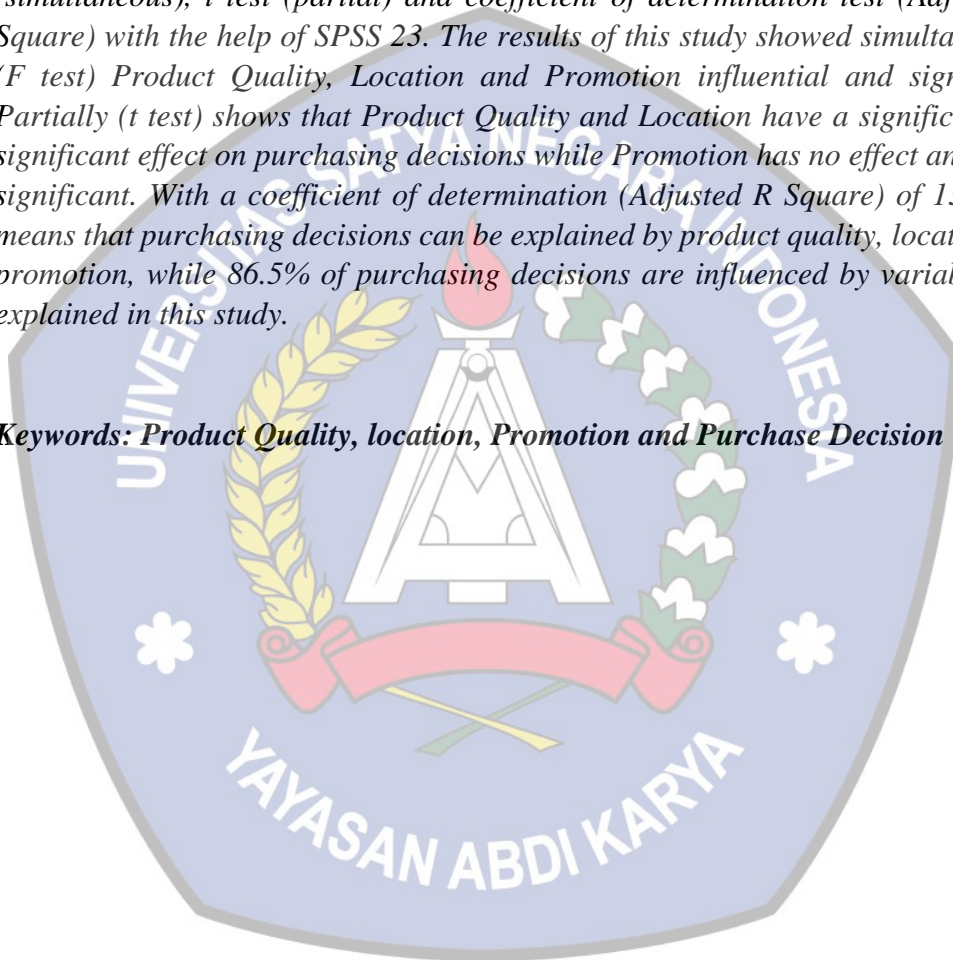 (simultaneous), t test (partial) and coefficient of determination test (Adj
Square) with the help of SPSS 23. The results of this study showed simulta
(F test) Product Quality, Location and Promotion influential and sign
Partially (t test) shows that Product Quality and Location have a signific
significant effect on purchasing decisions while Promotion has no effect an
significant. With a coefficient of determination (Adjusted R Square) of 1
means that purchasing decisions can be explained by product quality, locat
promotion, while 86.5% of purchasing decisions are influenced by variab
explained in this study.
Keywords: Product Quality, location, Promotion and Purchase Decision
UNIVERSITAS SATYA NEGARA INDONESIA
YAYASAN ABDI KARYA